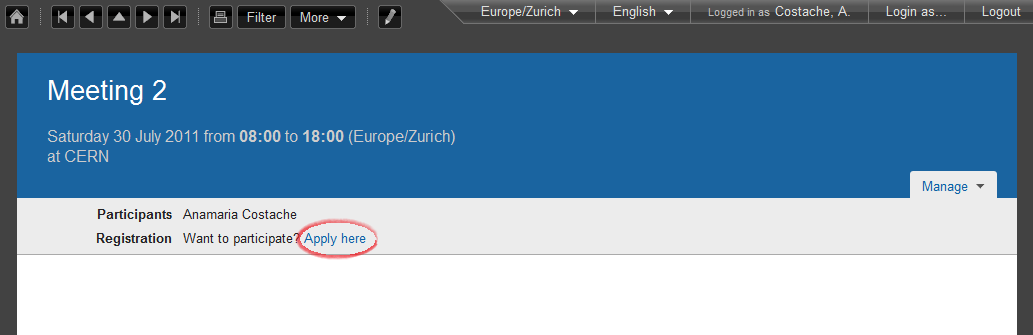 Filter More Europe/Zurich English Logged in as Costache, A. Login as... Logout
Meeting 2
Saturday 30 July 2011 from 08:00 to 18:00 (Europe/Zurich)
at CERN
Manage
Participants Anamaria Costache
Registration Want to participate? Apply here